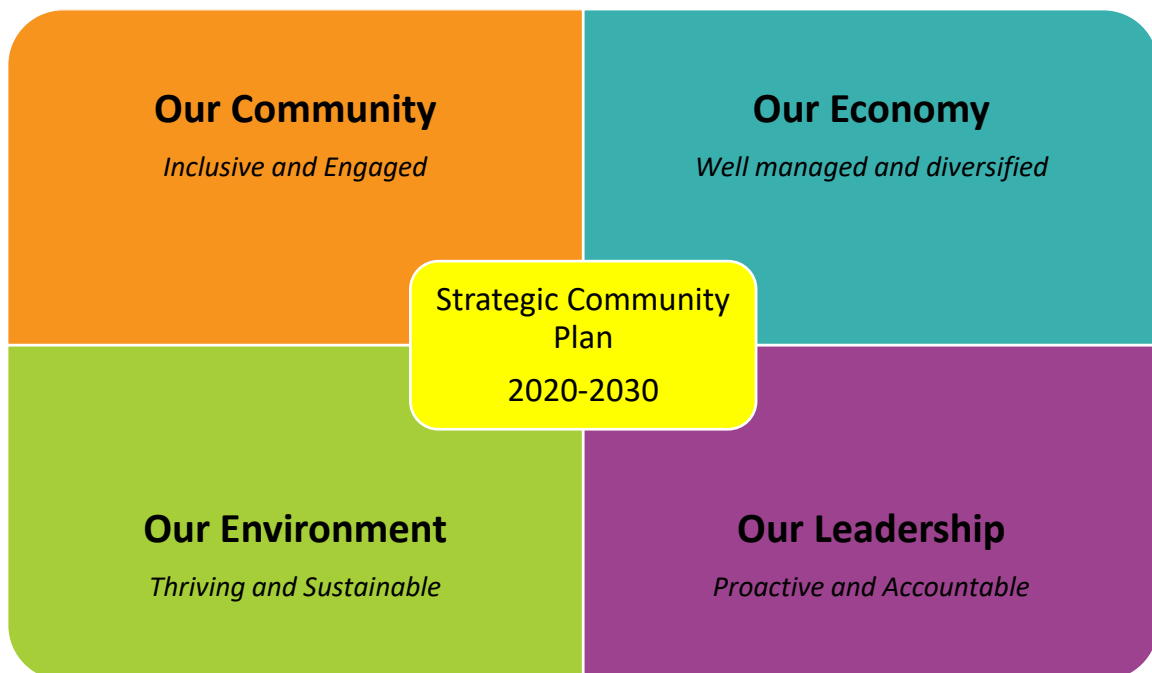 Our Community
Inclusive and Engaged
Our Economy
Well managed and diversified
Strategic Community
Plan
2020-2030
Our Environment
Thriving and Sustainable
Our Leadership
Proactive and Accountable